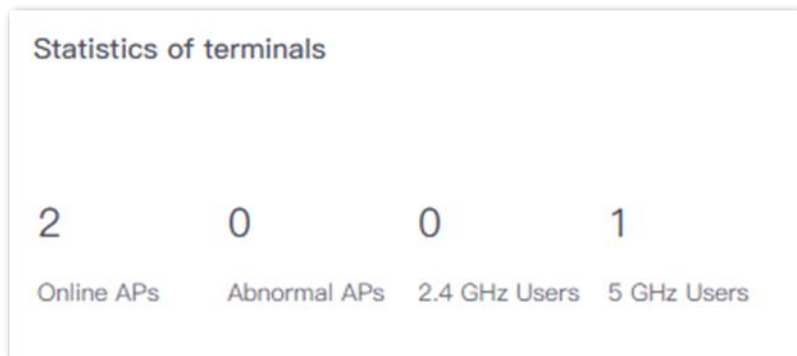 Statistics of terminals
2 0 0 1
Online APs Abnormal APs 2.4 GHz Users 5 GHz Users